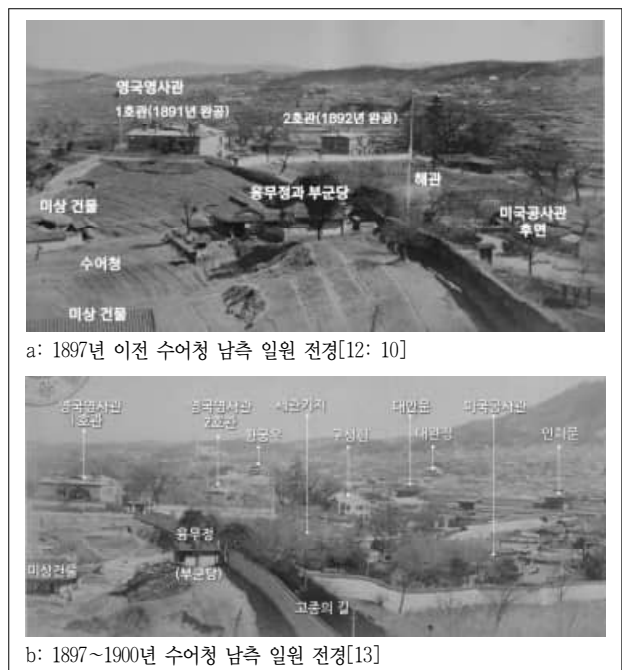 영국영사관
1호관(1891년 완공)
2호관(1892년 완공)
용무정과 부군당
해관
미상 건물
미국공사관
후면
수어청
미상 건물
a: 1897년 이전 수어청 남측 일원 전경[12: 10]
영국영사관
1호관
영국영사관
2호관
황궁우
구성헌
대안문
대관정
미국공사관
인화문
용무정
(부군당)
미상건물
고종의 길
b: 1897~1900년 수어청 남측 일원 전경[13]